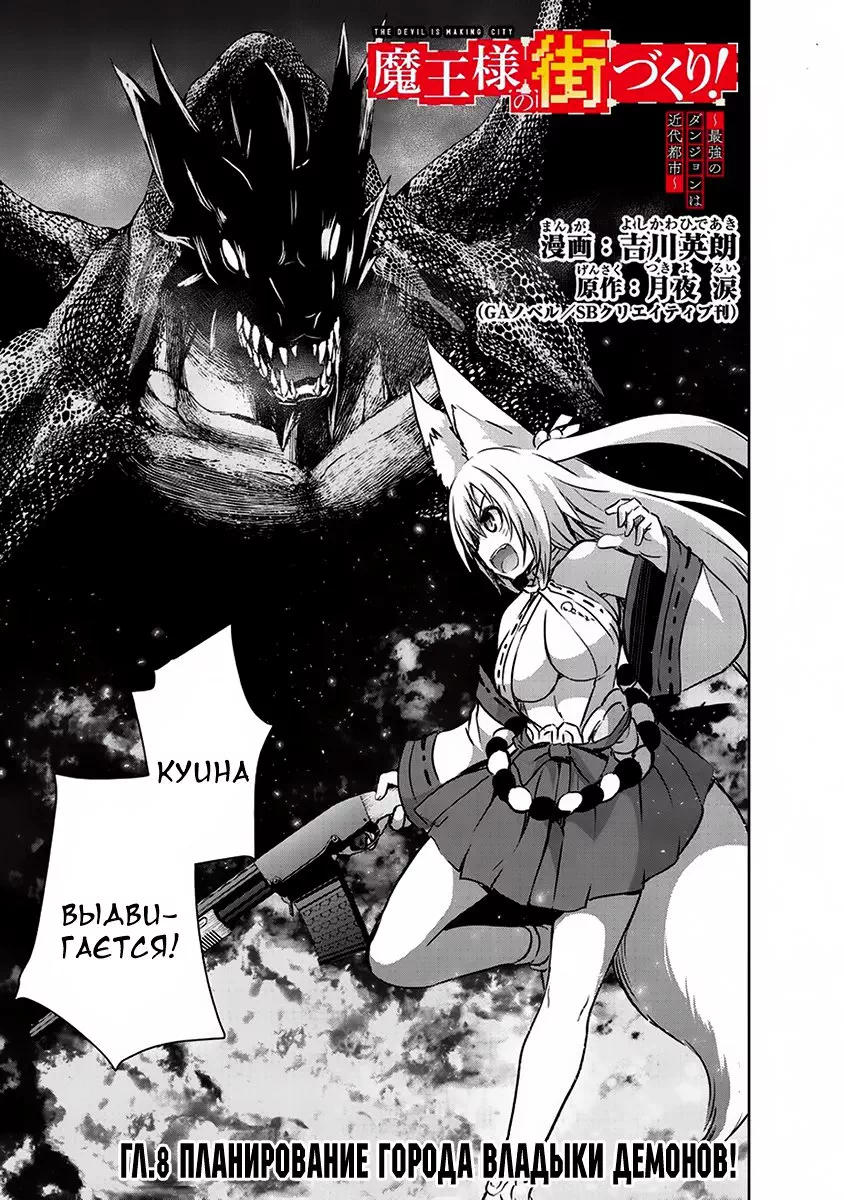 THE DEVIL IS MAKING CITY
魔王様の街づくり!
～最強の
ダンジョンは
近代都市～
まんが よしかわひであき
漫画：吉川英朗
げんさく つきよ るい
原作：月夜 涙
(GAノベル／SBクリエイティブ刊)
КУИНА
ВЫДВИ-
ГАЄТСЯ!
ГЛ.8 ПЛАНИРОВАНИЕ ГОРОДА ВЛАДЫКИ ДЕМОНОВ!